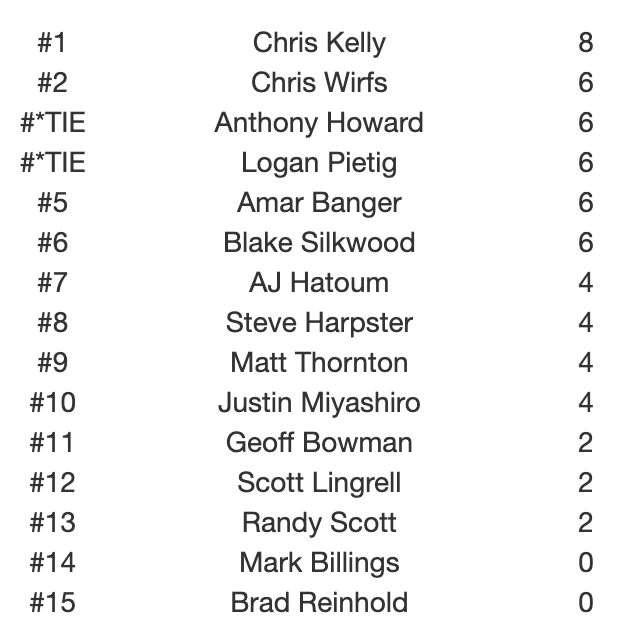 #1 Chris Kelly 8
#2 Chris Wirfs 6
#*TIE Anthony Howard 6
#*TIE Logan Pietig 6
#5 Amar Banger 6
#6 Blake Silkwood 6
#7 AJ Hatoum 4
#8 Steve Harpster 4
#9 Matt Thornton 4
#10 Justin Miyashiro 4
#11 Geoff Bowman 2
#12 Scott Lingrell 2
#13 Randy Scott 2
#14 Mark Billings 0
#15 Brad Reinhold 0